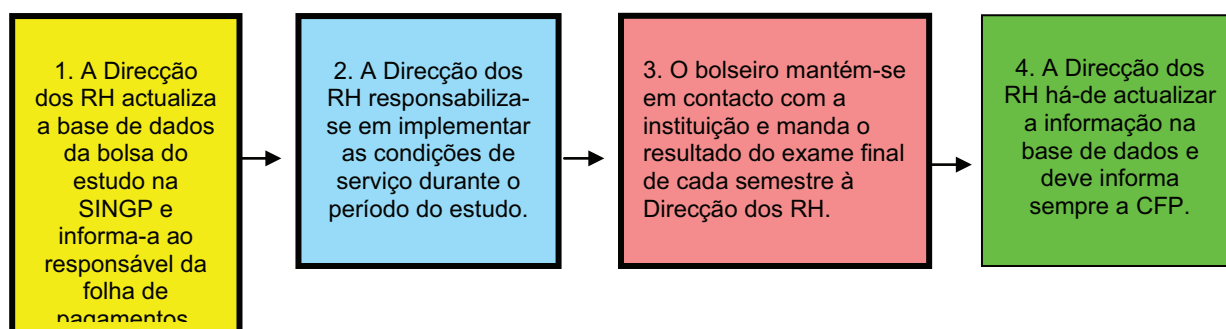 1. A Direcção
dos RH actualiza
a base de dados
da bolsa do
estudo na
SINGP e
informa-a ao
responsável da
folha de
pagamentos.
2. A Direcção dos
RH responsabiliza-
se em implementar
as condições de
serviço durante o
período do estudo.
3. O bolseiro mantém-se
em contacto com a
instituição e manda o
resultado do exame final
de cada semestre à
Direcção dos RH.
4. A Direcção dos
RH há-de actualizar
a informação na
base de dados e
deve informa
sempre a CFP.